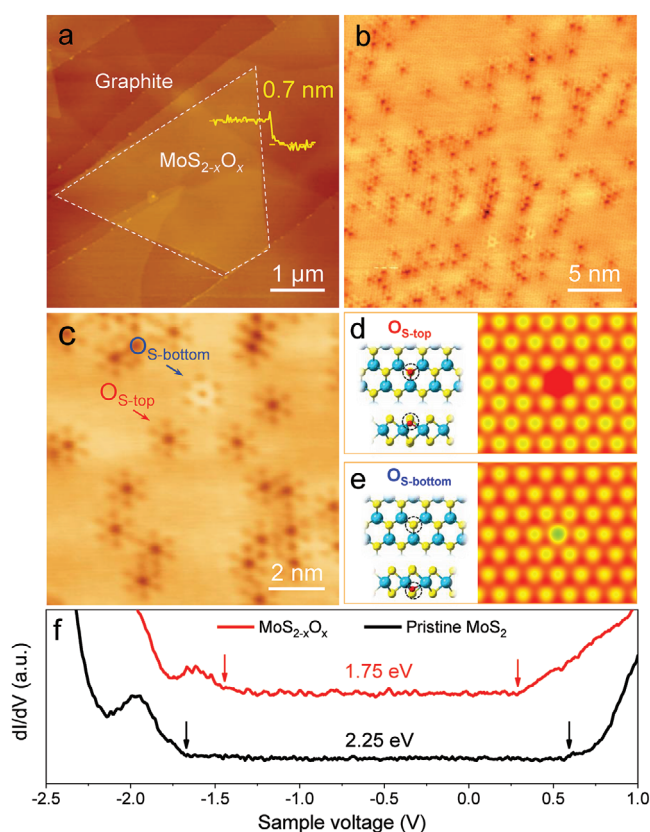 a
Graphite
0.7 nm
MoS2-xOx
1 µm
b
5 nm
c
OS-bottom
OS-top
2 nm
d
OS-top
e
OS-bottom
f
MoS2-xOx
Pristine MoS2
1.75 eV
2.25 eV
dI/dV (a.u.)
-2.5 -2.0 -1.5 -1.0 -0.5 0.0 0.5 1.0
Sample voltage (V)